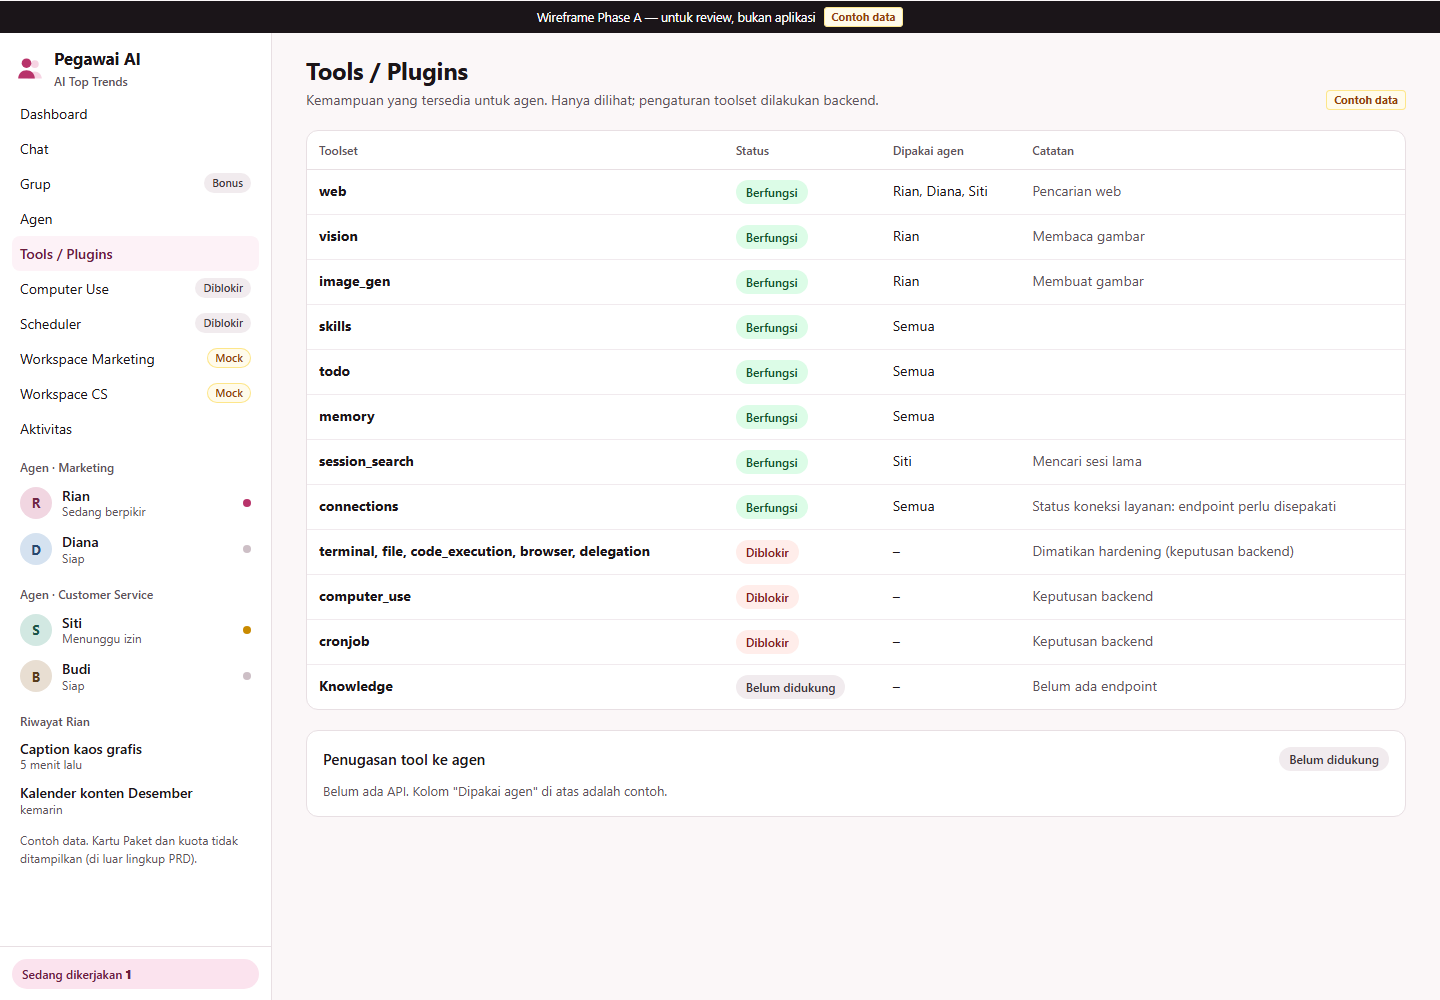 Wireframe Phase A — untuk review, bukan aplikasi Contoh data
Pegawai AI
AI Top Trends
Dashboard
Chat
Grup Bonus
Agen
Tools / Plugins
Computer Use Diblokir
Scheduler Diblokir
Workspace Marketing Mock
Workspace CS Mock
Aktivitas
Agen · Marketing
R Rian
Sedang berpikir
D Diana
Siap
Agen · Customer Service
S Siti
Menunggu izin
B Budi
Siap
Riwayat Rian
Caption kaos grafis
5 menit lalu
Kalender konten Desember
kemarin
Contoh data. Kartu Paket dan kuota tidak
ditampilkan (di luar lingkup PRD).
Sedang dikerjakan 1
Tools / Plugins
Kemampuan yang tersedia untuk agen. Hanya dilihat; pengaturan toolset dilakukan backend. Contoh data
Toolset Status Dipakai agen Catatan
web Berfungsi Rian, Diana, Siti Pencarian web
vision Berfungsi Rian Membaca gambar
image_gen Berfungsi Rian Membuat gambar
skills Berfungsi Semua
todo Berfungsi Semua
memory Berfungsi Semua
session_search Berfungsi Siti Mencari sesi lama
connections Berfungsi Semua Status koneksi layanan: endpoint perlu disepakati
terminal, file, code_execution, browser, delegation Diblokir – Dimatikan hardening (keputusan backend)
computer_use Diblokir – Keputusan backend
cronjob Diblokir – Keputusan backend
Knowledge Belum didukung – Belum ada endpoint
Penugasan tool ke agen Belum didukung
Belum ada API. Kolom "Dipakai agen" di atas adalah contoh.